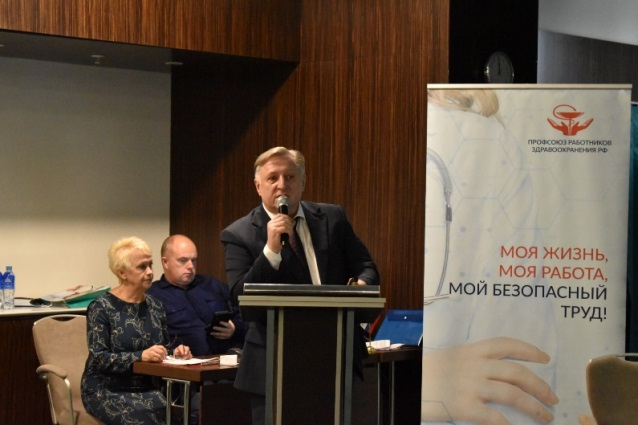 ПРОФСОЮЗ РАБОТНИКОВ
ЗДРАВООХРАНЕНИЯ РФ
МОЯ ЖИЗНЬ,
МОЯ РАБОТА,
МОЙ БЕЗОПАСНЫЙ
ТРУД!